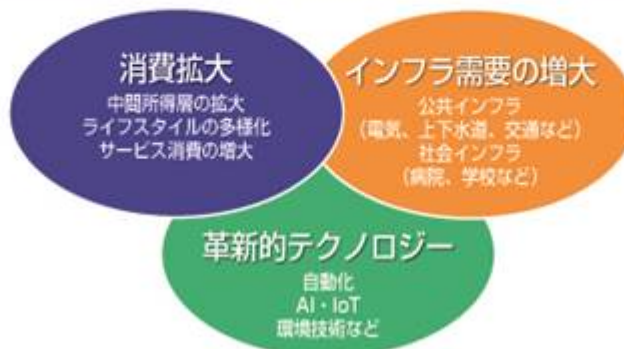 消費拡大
中間所得層の拡大
ライフスタイルの多様化
サービス消費の増大
インフラ需要の増大
公共インフラ
（電気、上下水道、交通など）
社会インフラ
（病院、学校など）
革新的テクノロジー
自動化
AI・IoT
環境技術など